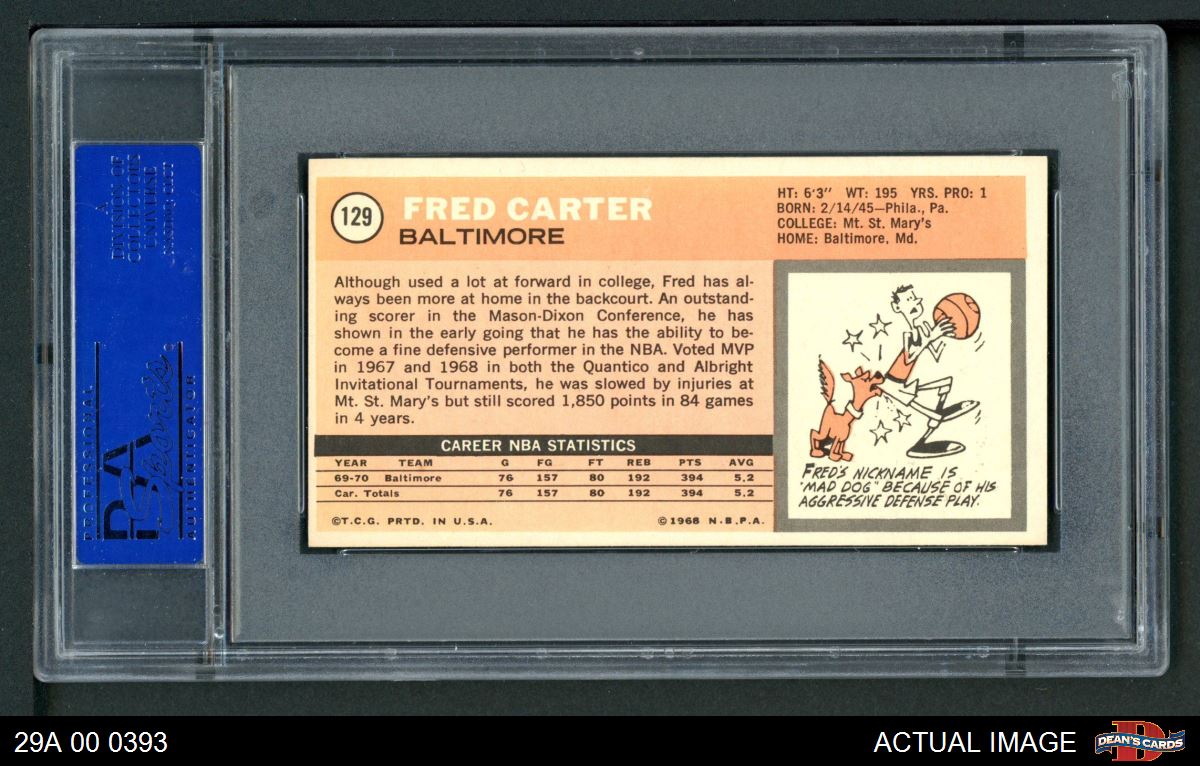 129
FRED CARTER
BALTIMORE
HT: 6'3" WT: 195 YRS. PRO: 1
BORN: 2/14/45—Phila., Pa.
COLLEGE: Mt. St. Mary's
HOME: Baltimore, Md.
Although used a lot at forward in college, Fred has al-
ways been more at home in the backcourt. An outstand-
ing scorer in the Mason-Dixon Conference, he has
shown in the early going that he has the ability to be-
come a fine defensive performer in the NBA. Voted MVP
in 1967 and 1968 in both the Quantico and Albright
Invitational Tournaments, he was slowed by injuries at
Mt. St. Mary's but still scored 1,850 points in 84 games
in 4 years.
CAREER NBA STATISTICS
YEAR TEAM G FG FT REB PTS AVG
69-70 Baltimore 76 157 80 192 394 5.2
Car. Totals 76 157 80 192 394 5.2
©T.C.G. PRTD. IN U.S.A. ©1968 N.B.P.A.
FRED'S NICKNAME IS
"MAD DOG" BECAUSE OF HIS
AGGRESSIVE DEFENSE PLAY.
A
DIVISION OF
COLLECTORS
UNIVERSE
PROFESSIONAL
PSA
Sports
AUTHENTICATOR
29A 00 0393
ACTUAL IMAGE
DEAN'S CARDS